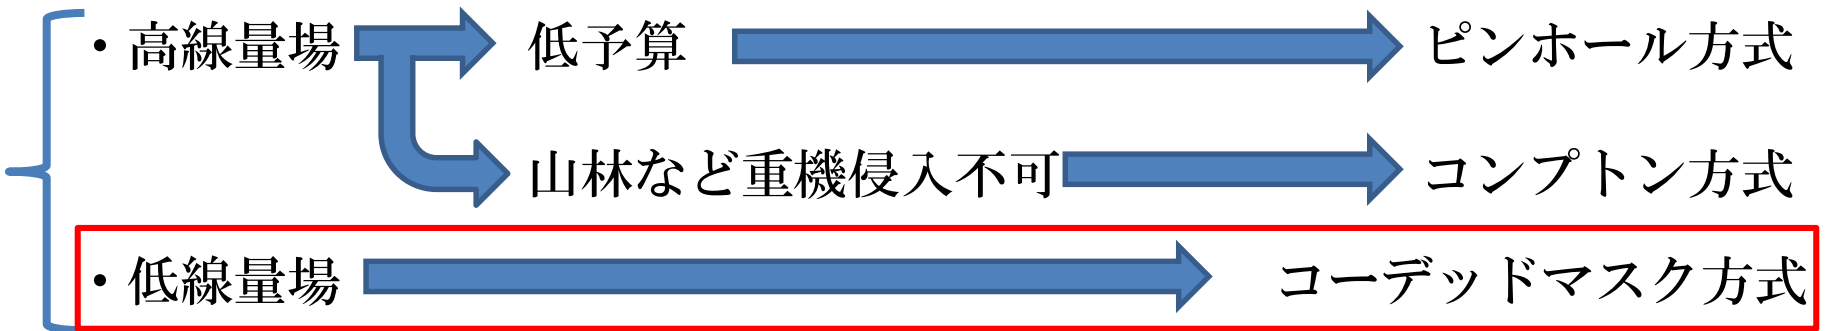 ・高線量場 低予算 ピンホール方式
山林など重機侵入不可 コンプトン方式
・低線量場 コーデッドマスク方式